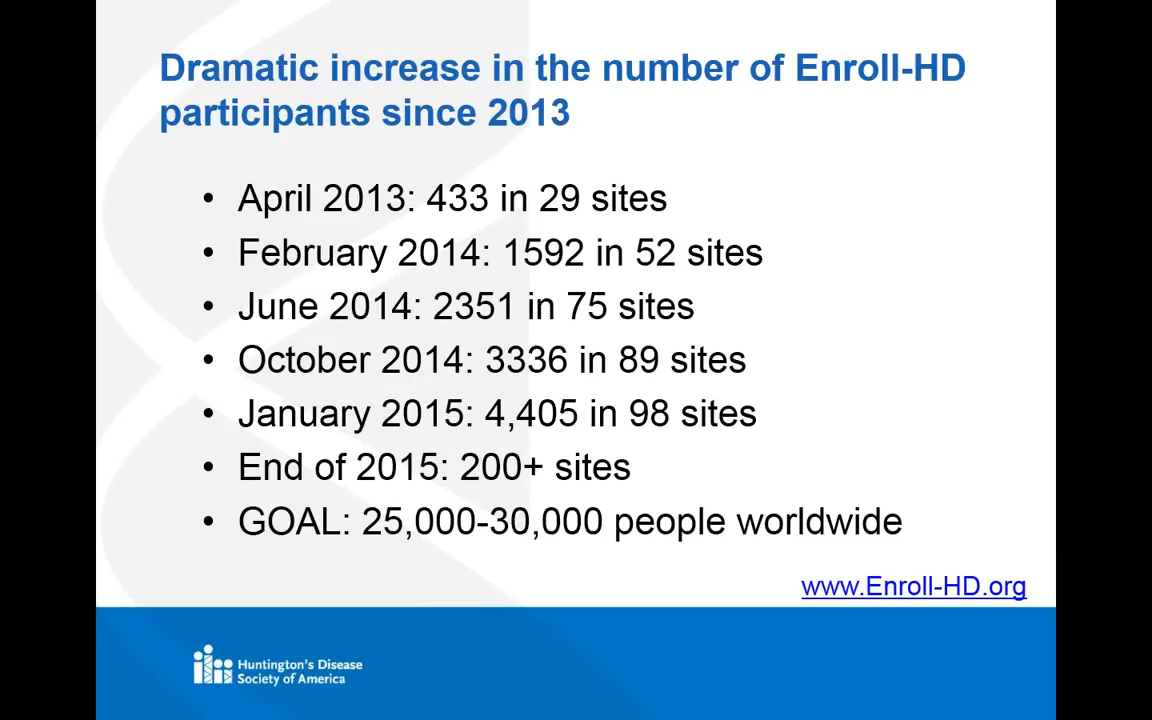 Dramatic increase in the number of Enroll-HD
participants since 2013
• April 2013: 433 in 29 sites
• February 2014: 1592 in 52 sites
• June 2014: 2351 in 75 sites
• October 2014: 3336 in 89 sites
• January 2015: 4,405 in 98 sites
• End of 2015: 200+ sites
• GOAL: 25,000-30,000 people worldwide
www.Enroll-HD.org
Huntington's Disease
Society of America